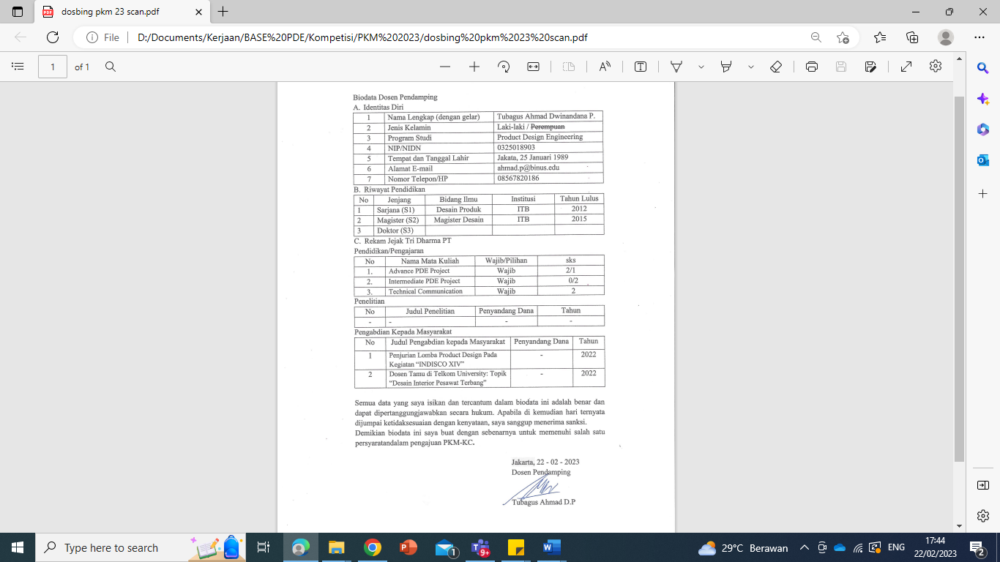 dosbing pkm 23 scan.pdf
File D:/Documents/Kerjaan/BASE%20PDE/Kompetisi/PKM%202023/dosbing%20pkm%2023%20scan.pdf
1 of 1
Biodata Dosen Pendamping
A. Identitas Diri
1 Nama Lengkap (dengan gelar) Tubagus Ahmad Dwinandana P.
2 Jenis Kelamin Laki-laki / Perempuan
3 Program Studi Product Design Engineering
4 NIP/NIDN 0325018903
5 Tempat dan Tanggal Lahir Jakata, 25 Januari 1989
6 Alamat E-mail ahmad.p@binus.edu
7 Nomor Telepon/HP 08567820186
B. Riwayat Pendidikan
No Jenjang Bidang Ilmu Institusi Tahun Lulus
1 Sarjana (S1) Desain Produk ITB 2012
2 Magister (S2) Magister Desain ITB 2015
3 Doktor (S3)
C. Rekam Jejak Tri Dharma PT
Pendidikan/Pengajaran
No Nama Mata Kuliah Wajib/Pilihan sks
1. Advance PDE Project Wajib 2/1
2. Intermediate PDE Project Wajib 0/2
3. Technical Communication Wajib 2
Penelitian
No Judul Penelitian Penyandang Dana Tahun
- - - -
Pengabdian Kepada Masyarakat
No Judul Pengabdian kepada Masyarakat Penyandang Dana Tahun
1 Penjurian Lomba Product Design Pada - 2022
Kegiatan “INDISCO XIV”
2 Dosen Tamu di Telkom University: Topik - 2022
“Desain Interior Pesawat Terbang”
Semua data yang saya isikan dan tercantum dalam biodata ini adalah benar dan
dapat dipertanggungjawabkan secara hukum. Apabila di kemudian hari ternyata
dijumpai ketidaksesuaian dengan kenyataan, saya sanggup menerima sanksi.
Demikian biodata ini saya buat dengan sebenarnya untuk memenuhi salah satu
persyaratandalam pengajuan PKM-KC.
Jakarta, 22 - 02 - 2023
Dosen Pendamping
Tubagus Ahmad D.P
Type here to search
1
9+
29°C Berawan
ENG
17:44
22/02/2023
2